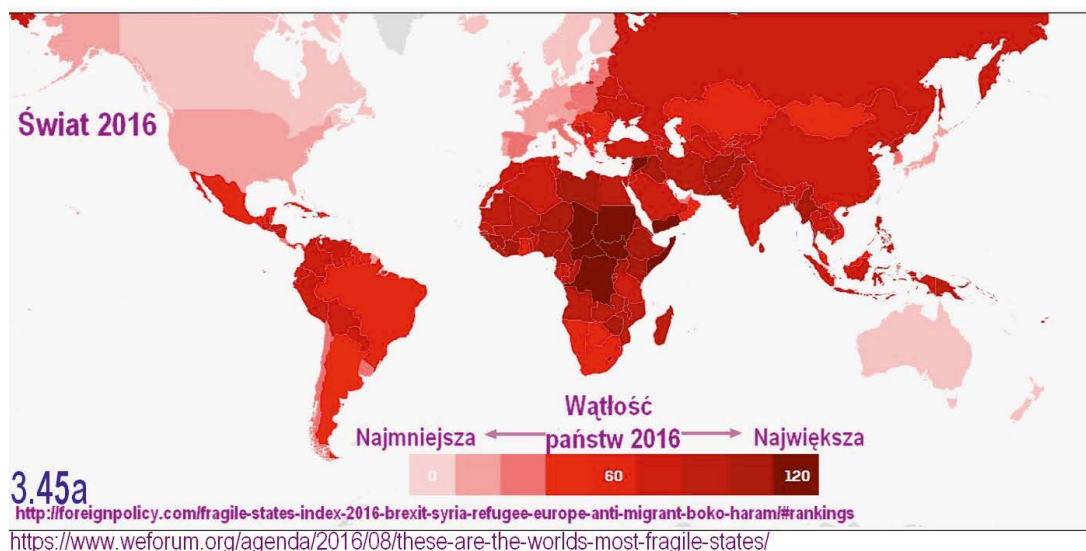 Świat 2016
Wątłość
Najmniejsza państw 2016 Największa
0 60 120
3.45a
http://foreignpolicy.com/fragile-states-index-2016-brexit-syria-refugee-europe-anti-migrant-boko-haram/#rankings
https://www.weforum.org/agenda/2016/08/these-are-the-worlds-most-fragile-states/